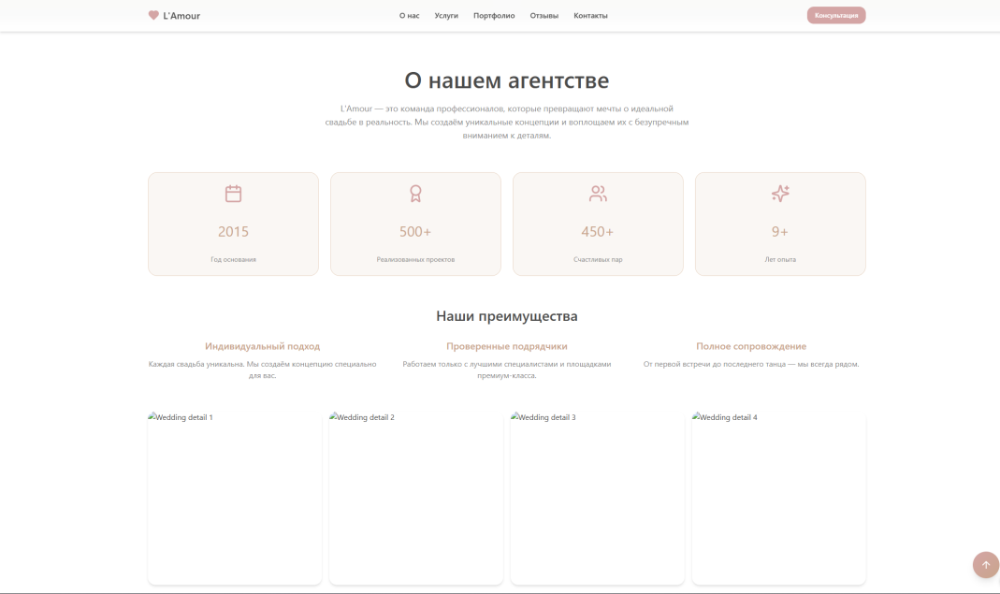 L'Amour
О нас Услуги Портфолио Отзывы Контакты
Консультация
О нашем агентстве
L'Amour — это команда профессионалов, которые превращают мечты о идеальной
свадьбе в реальность. Мы создаём уникальные концепции и воплощаем их с безупречным
вниманием к деталям.
2015
Год основания
500+
Реализованных проектов
450+
Счастливых пар
9+
Лет опыта
Наши преимущества
Индивидуальный подход
Каждая свадьба уникальна. Мы создаём концепцию специально
для вас.
Проверенные подрядчики
Работаем только с лучшими специалистами и площадками
премиум-класса.
Полное сопровождение
От первой встречи до последнего танца — мы всегда рядом.
Wedding detail 1
Wedding detail 2
Wedding detail 3
Wedding detail 4